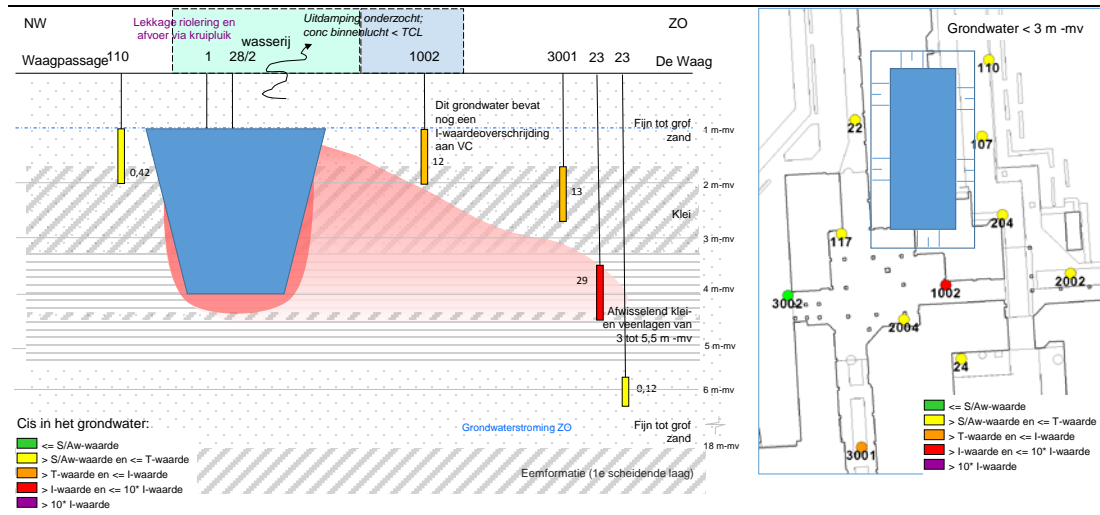 NW
Lekkage riolering en
afvoer via kruipluik
Uitdamping onderzocht;
conc binnenlucht < TCL
ZO
wasserij
Waagpassage
110
1
28/2
1002
3001
23
23
De Waag
Dit grondwater bevat
nog een
I-waardeoverschrijding
aan VC
Fijn tot grof
zand
1 m-mv
0,42
12
13
2 m-mv
Klei
3 m-mv
29
4 m-mv
Afwisselend klei-
en veenlagen van
3 tot 5,5 m -mv
5 m-mv
0,12
6 m-mv
Grondwaterstroming ZO
Fijn tot grof
zand
18 m-mv
Eemformatie (1e scheidende laag)
Cis in het grondwater:
<= S/Aw-waarde
> S/Aw-waarde en <= T-waarde
> T-waarde en <= I-waarde
> I-waarde en <= 10* I-waarde
> 10* I-waarde
Grondwater < 3 m -mv
110
22
107
204
117
2002
3002
1002
2004
24
3001
<= S/Aw-waarde
> S/Aw-waarde en <= T-waarde
> T-waarde en <= I-waarde
> I-waarde en <= 10* I-waarde
> 10* I-waarde